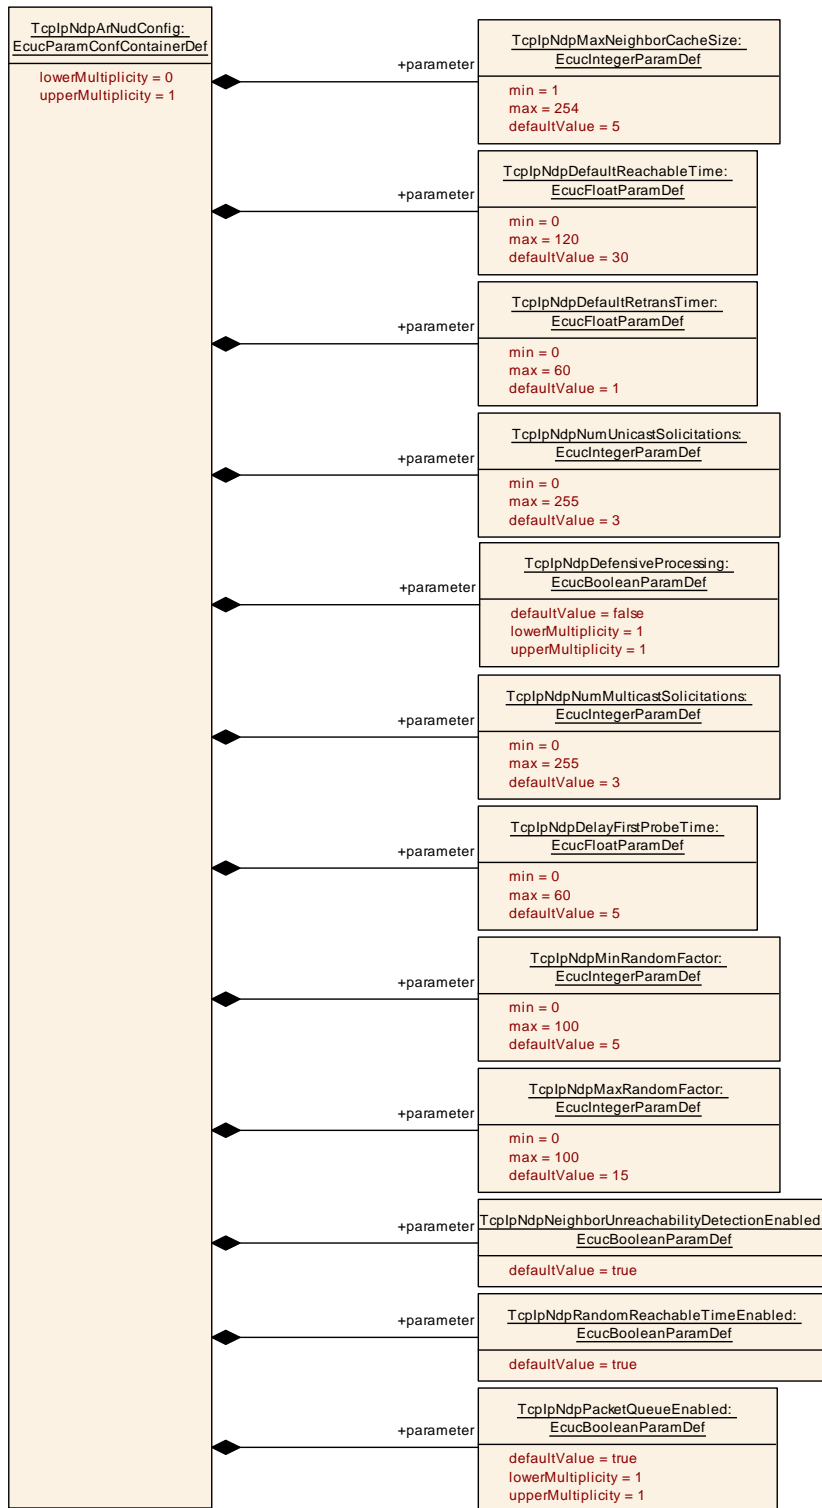 TcpIpNdpArNudConfig:
EcucParamConfContainerDef
lowerMultiplicity = 0
upperMultiplicity = 1
+parameter
TcpIpNdpMaxNeighborCacheSize:
EcucIntegerParamDef
min = 1
max = 254
defaultValue = 5
+parameter
TcpIpNdpDefaultReachableTime:
EcucFloatParamDef
min = 0
max = 120
defaultValue = 30
+parameter
TcpIpNdpDefaultRetransTimer:
EcucFloatParamDef
min = 0
max = 60
defaultValue = 1
+parameter
TcpIpNdpNumUnicastSolicitations:
EcucIntegerParamDef
min = 0
max = 255
defaultValue = 3
+parameter
TcpIpNdpDefensiveProcessing:
EcucBooleanParamDef
defaultValue = false
lowerMultiplicity = 1
upperMultiplicity = 1
+parameter
TcpIpNdpNumMulticastSolicitations:
EcucIntegerParamDef
min = 0
max = 255
defaultValue = 3
+parameter
TcpIpNdpDelayFirstProbeTime:
EcucFloatParamDef
min = 0
max = 60
defaultValue = 5
+parameter
TcpIpNdpMinRandomFactor:
EcucIntegerParamDef
min = 0
max = 100
defaultValue = 5
+parameter
TcpIpNdpMaxRandomFactor:
EcucIntegerParamDef
min = 0
max = 100
defaultValue = 15
+parameter
TcpIpNdpNeighborUnreachabilityDetectionEnabled
EcucBooleanParamDef
defaultValue = true
+parameter
TcpIpNdpRandomReachableTimeEnabled:
EcucBooleanParamDef
defaultValue = true
+parameter
TcpIpNdpPacketQueueEnabled:
EcucBooleanParamDef
defaultValue = true
lowerMultiplicity = 1
upperMultiplicity = 1